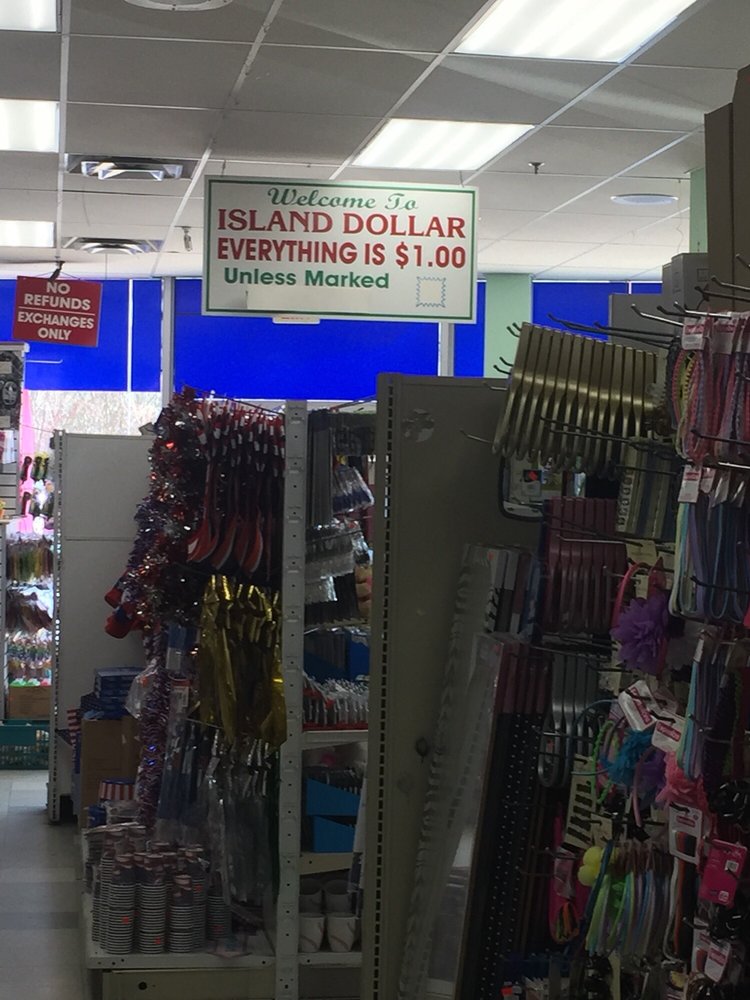 Welcome To
ISLAND DOLLAR
EVERYTHING IS $1.00
Unless Marked
NO
REFUNDS
EXCHANGES
ONLY